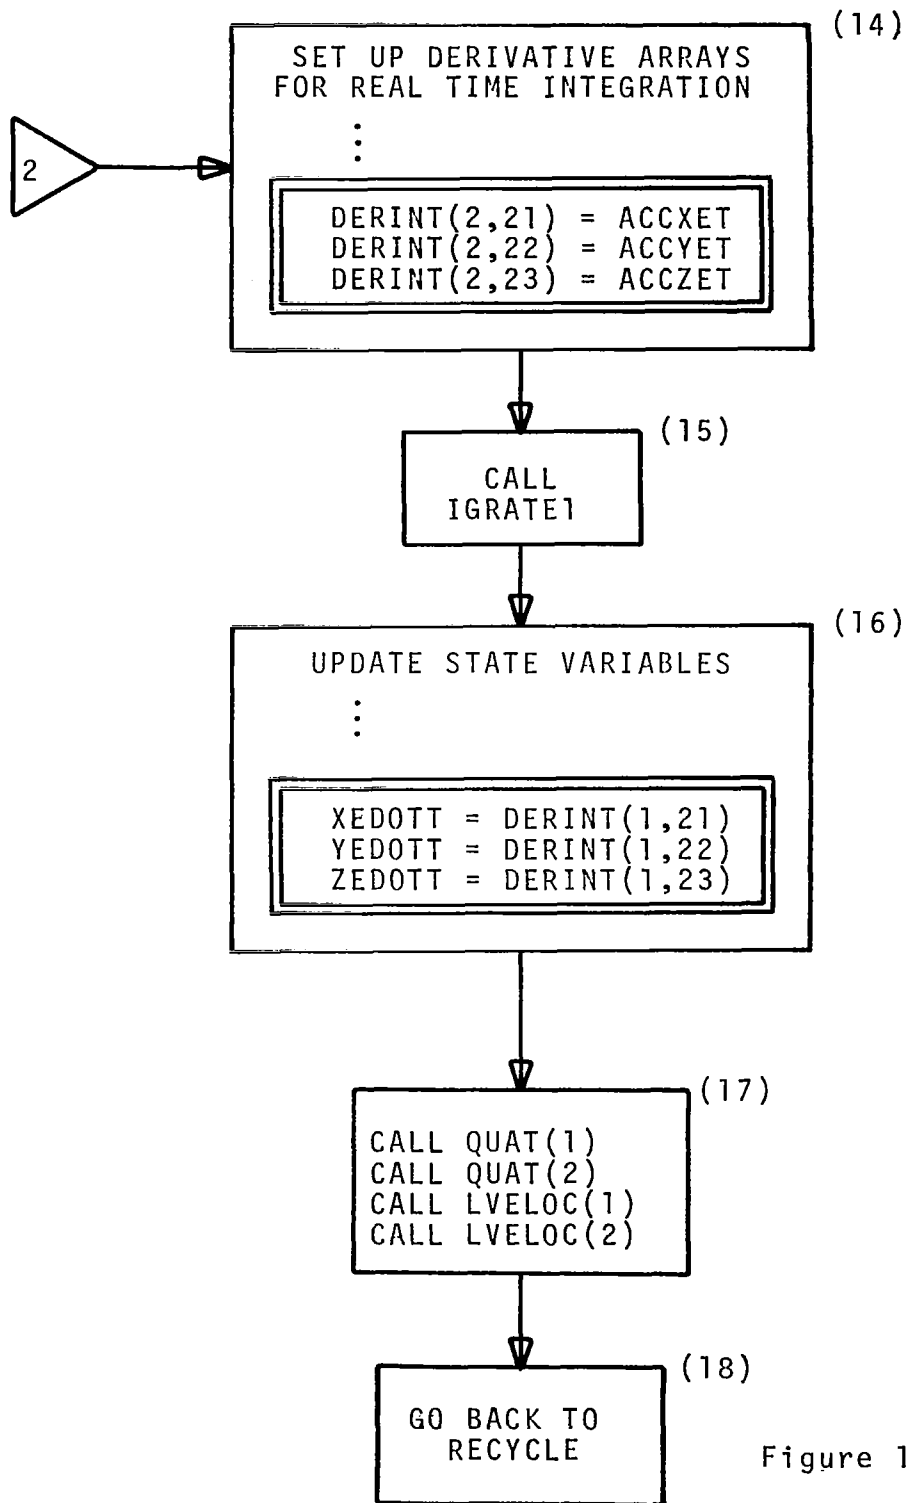 (14)
SET UP DERIVATIVE ARRAYS
FOR REAL TIME INTEGRATION
⋮
2
DERINT(2,21) = ACCXET
DERINT(2,22) = ACCYET
DERINT(2,23) = ACCZET
(15)
CALL
IGRATE1
(16)
UPDATE STATE VARIABLES
⋮
XEDOTT = DERINT(1,21)
YEDOTT = DERINT(1,22)
ZEDOTT = DERINT(1,23)
(17)
CALL QUAT(1)
CALL QUAT(2)
CALL LVELOC(1)
CALL LVELOC(2)
(18)
GO BACK TO
RECYCLE
Figure 1